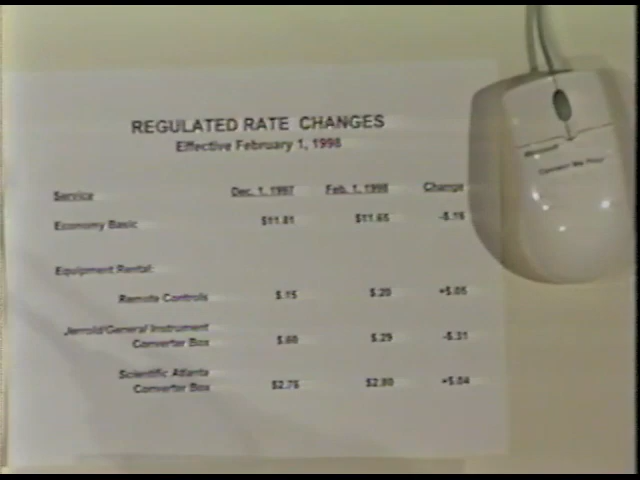 REGULATED RATE CHANGES
Effective February 1, 1998
Service Dec. 1, 1997 Feb. 1, 1998 Change
Economy Basic $11.81 $11.65 -$.16
Equipment Rental:
Remote Controls $.15 $.20 +$.05
Jerrold/General Instrument
Converter Box $.60 $.29 -$.31
Scientific Atlanta
Converter Box $2.76 $2.80 +$.04